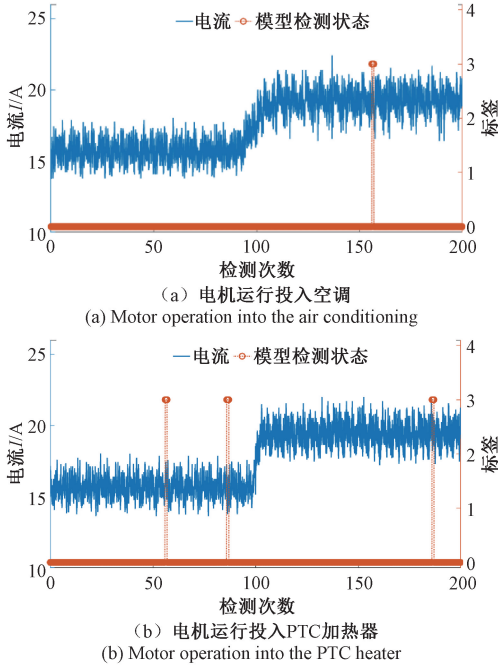 25
20
15
10
电流I/A
电流 模型检测状态
4
3
2
1
0
标签
0 50 100 150 200
检测次数
（a）电机运行投入空调
(a) Motor operation into the air conditioning
25
20
15
10
电流I/A
电流 模型检测状态
4
3
2
1
0
标签
0 50 100 150 200
检测次数
（b）电机运行投入PTC加热器
(b) Motor operation into the PTC heater